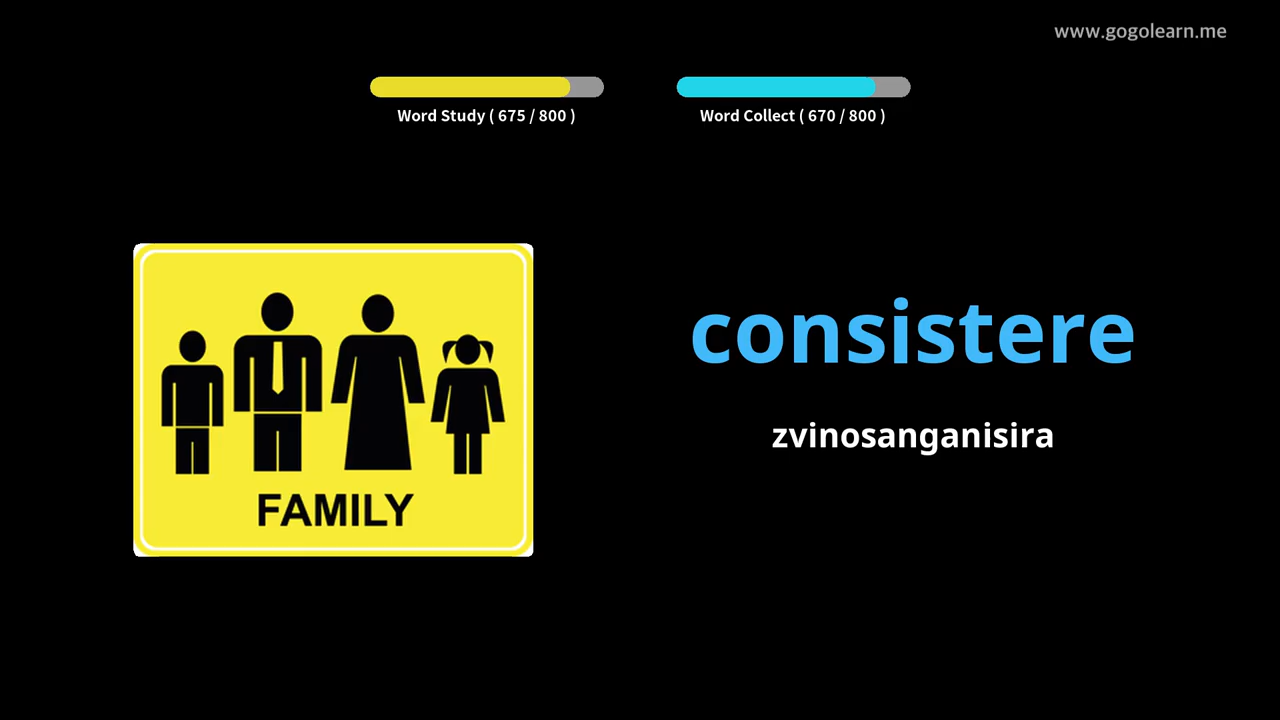 www.gogolearn.me
Word Study ( 675 / 800 )
Word Collect ( 670 / 800 )
consistere
zvinosanganisira
FAMILY